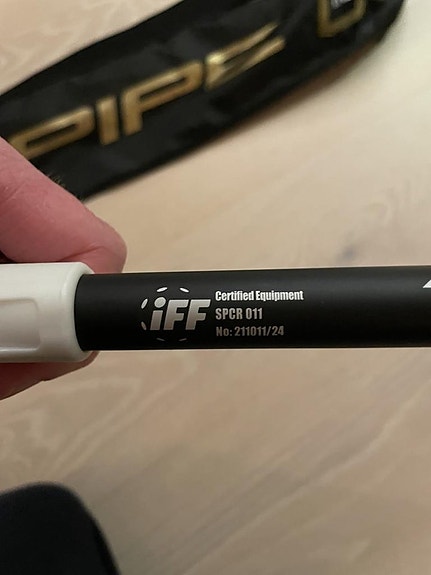 PIPE
iFF
Certified Equipment
SPCR 011
No: 211011/24